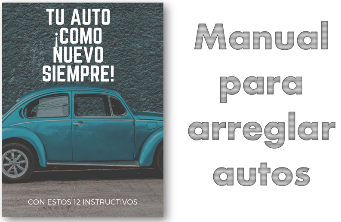 TU AUTO
¡COMO
NUEVO
SIEMPRE!
CON ESTOS 12 INSTRUCTIVOS
Manual
para
arreglar
autos